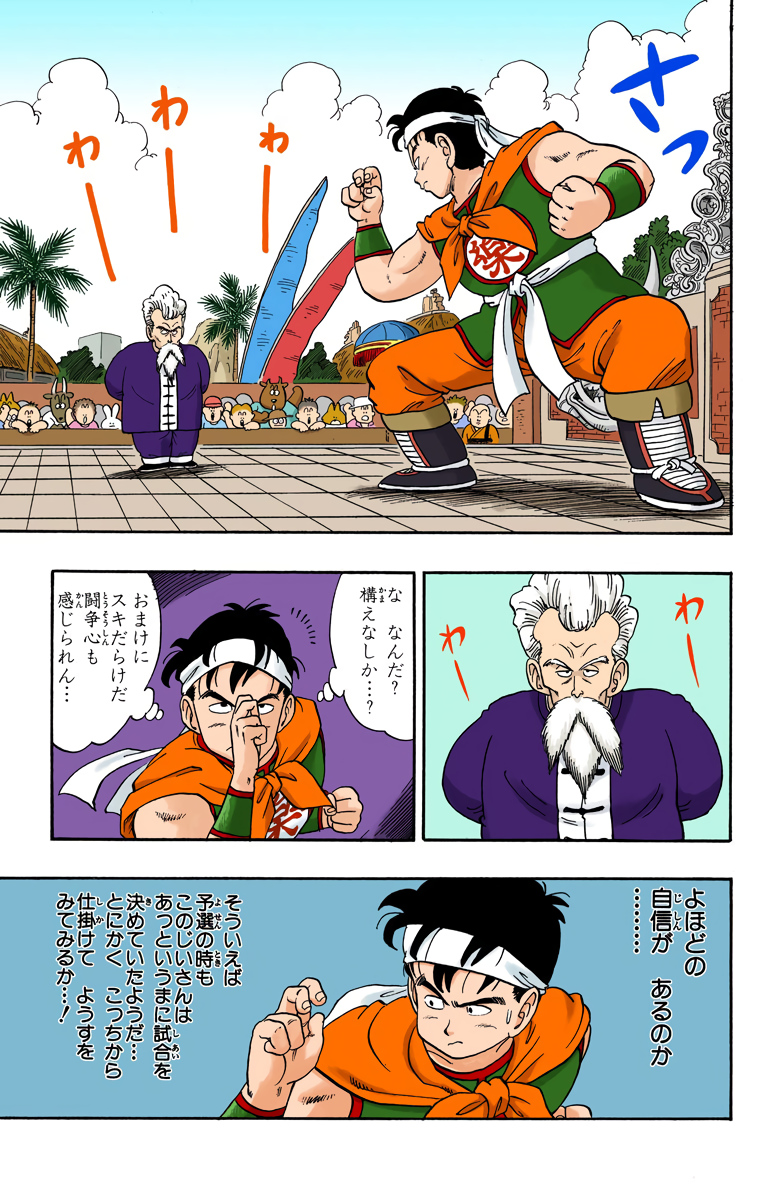 さっ
わー
わー
わー
わー
わー
な　なんだ？
構えなしか…？
おまけに
スキだらけだ
闘争心も
感じられん…
よほどの
自信が　あるのか
………
そういえば
予選の時も
このじいさんは
あっというまに試合を
決めていたようだ…
とにかく　こっちから
仕掛けて　ようすを
みてみるか…！